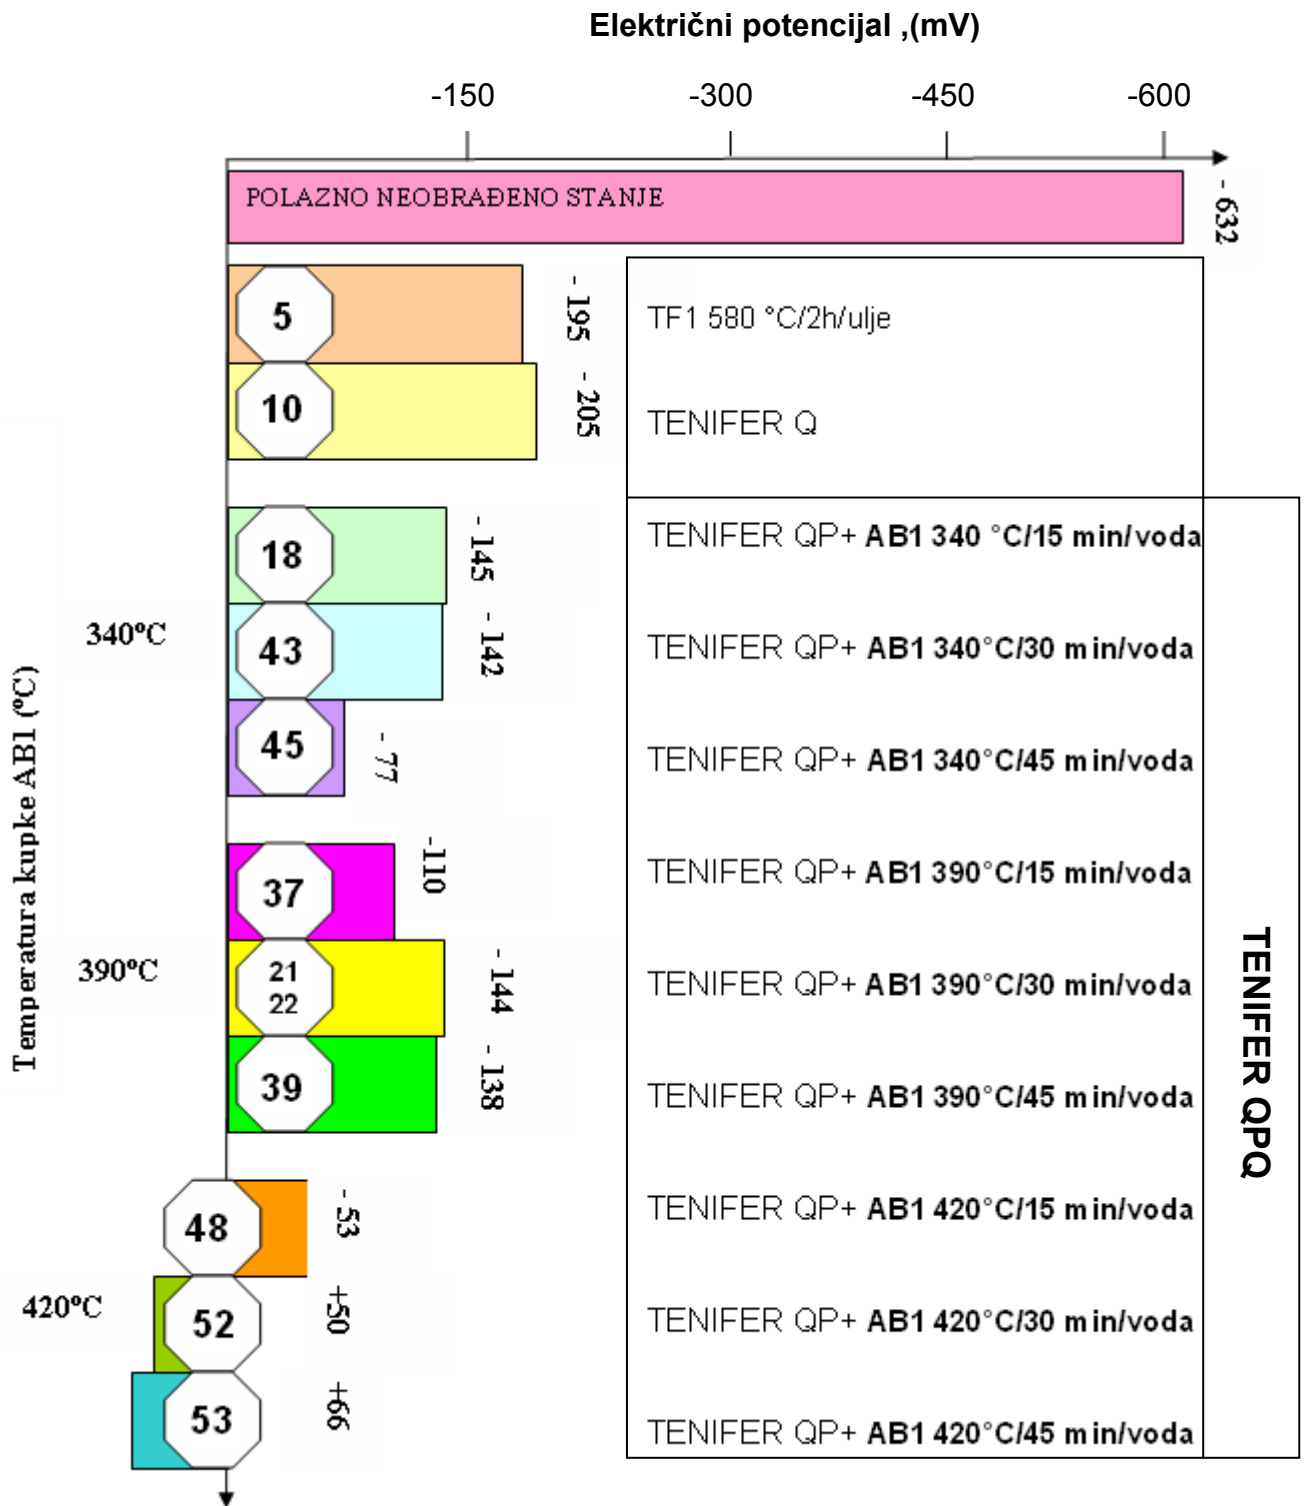 Električni potencijal ,(mV)
-150 -300 -450 -600
POLAZNO NEOBRAĐENO STANJE
- 632
5
- 195
TF1 580 °C/2h/ulje
10
- 205
TENIFER Q
18
- 145
TENIFER QP+ AB1 340 °C/15 min/voda
340ºC
43
- 142
TENIFER QP+ AB1 340°C/30 min/voda
45
- 77
TENIFER QP+ AB1 340°C/45 min/voda
Temperatura kupke AB1 (ºC)
37
-110
TENIFER QP+ AB1 390°C/15 min/voda
390ºC
21
22
- 144
TENIFER QP+ AB1 390°C/30 min/voda
39
- 138
TENIFER QP+ AB1 390°C/45 min/voda
TENIFER QPQ
48
- 53
TENIFER QP+ AB1 420°C/15 min/voda
420ºC
52
+50
TENIFER QP+ AB1 420°C/30 min/voda
53
+66
TENIFER QP+ AB1 420°C/45 min/voda